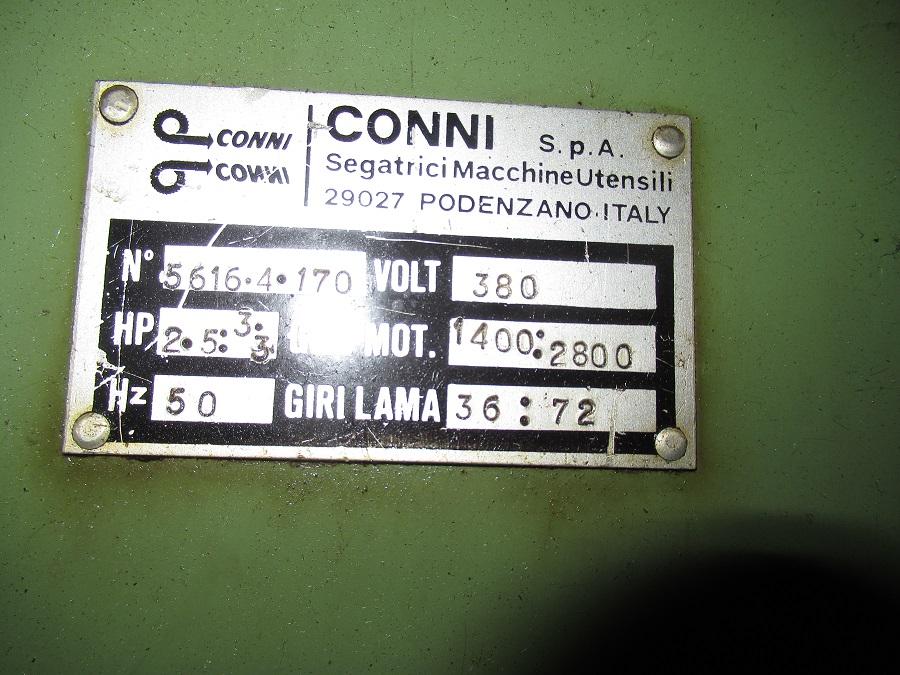 CONNI
CONNI
CONNI S.p.A.
Segatrici Macchine Utensili
29027 PODENZANO·ITALY
N° 5616·4·170 VOLT 380
HP 2·5:3·3 MOT. 1400:2800
Hz 50 GIRI LAMA 36:72